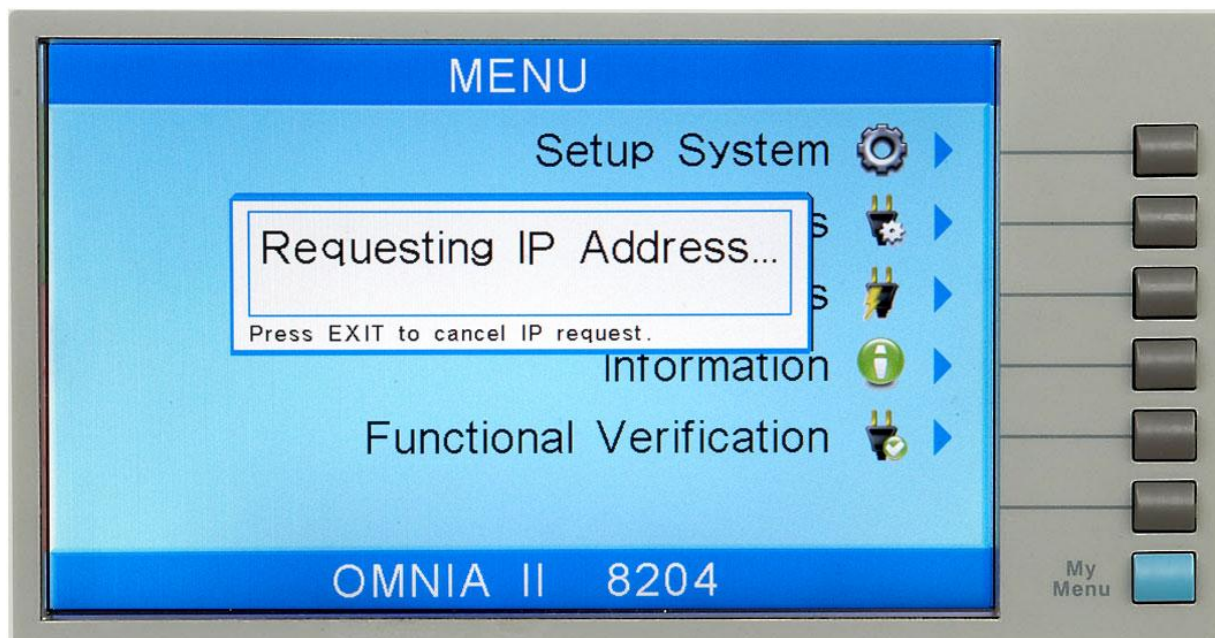 MENU
Setup System
s
Requesting IP Address...
s
Press EXIT to cancel IP request.
Information
Functional Verification
OMNIA II 8204
My
Menu